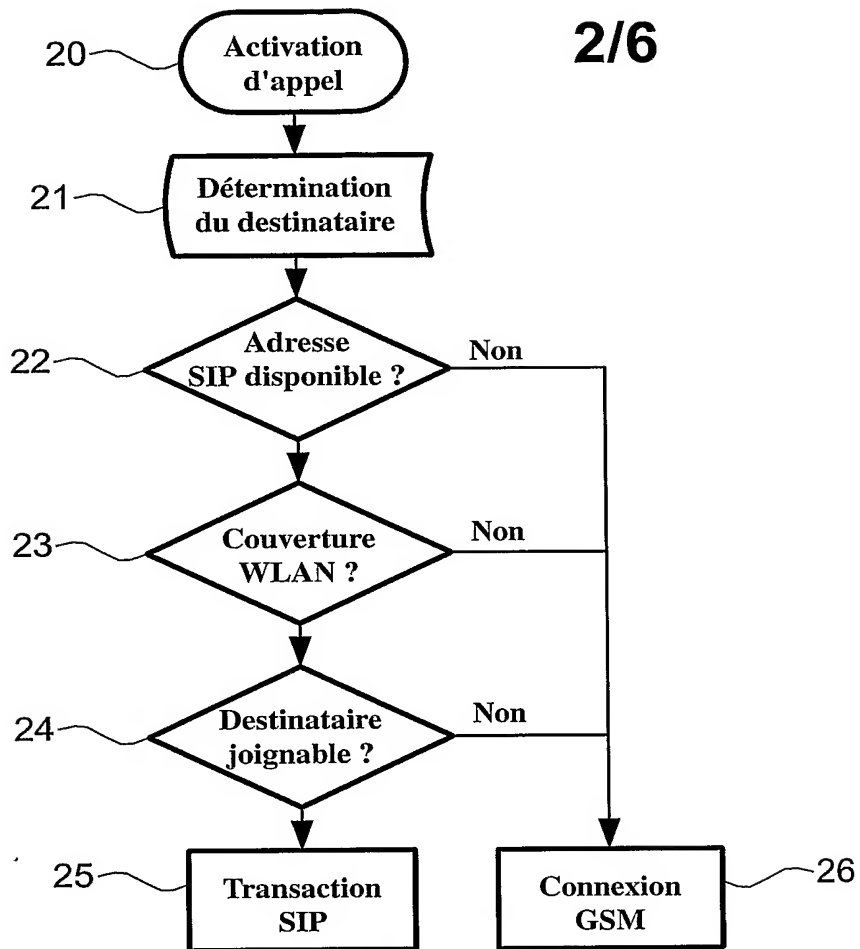 2/6
20
Activation
d'appel
21
Détermination
du destinataire
22
Adresse
SIP disponible ?
Non
23
Couverture
WLAN ?
Non
24
Destinataire
joignable ?
Non
25
Transaction
SIP
Connexion
GSM
26